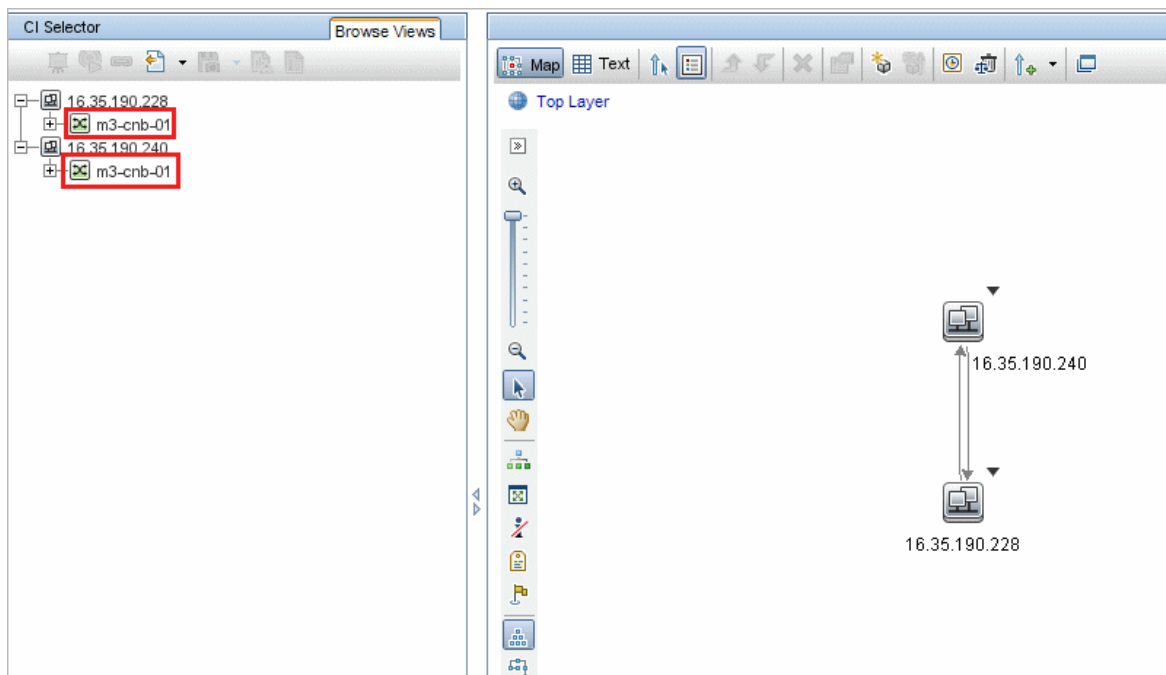 CI Selector
Browse Views
16.35.190.228
m3-cnb-01
16.35.190.240
m3-cnb-01
Map
Text
Top Layer
16.35.190.240
16.35.190.228